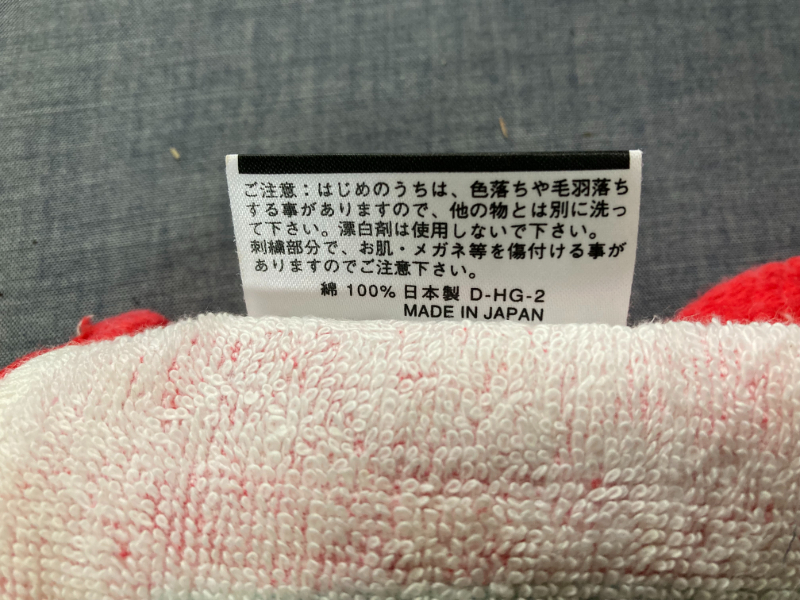 ご注意：はじめのうちは、色落ちや毛羽落ち
する事がありますので、他の物とは別に洗っ
て下さい。漂白剤は使用しないで下さい。
刺繍部分で、お肌・メガネ等を傷付ける事が
ありますのでご注意下さい。
綿 100% 日本製 D-HG-2
MADE IN JAPAN